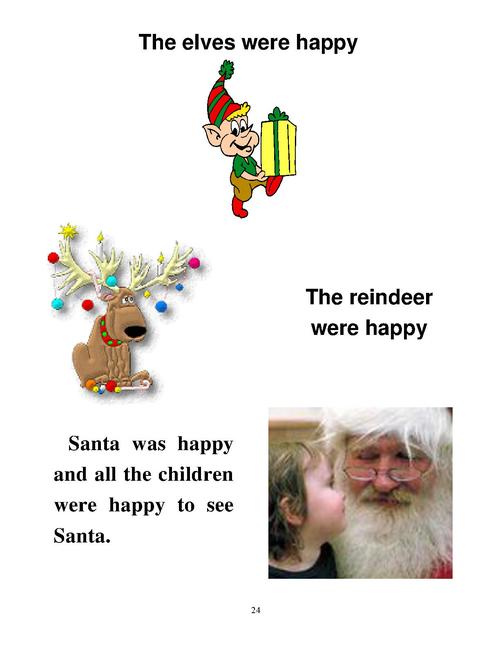 The elves were happy
The reindeer
were happy
Santa was happy
and all the children
were happy to see
Santa.
24